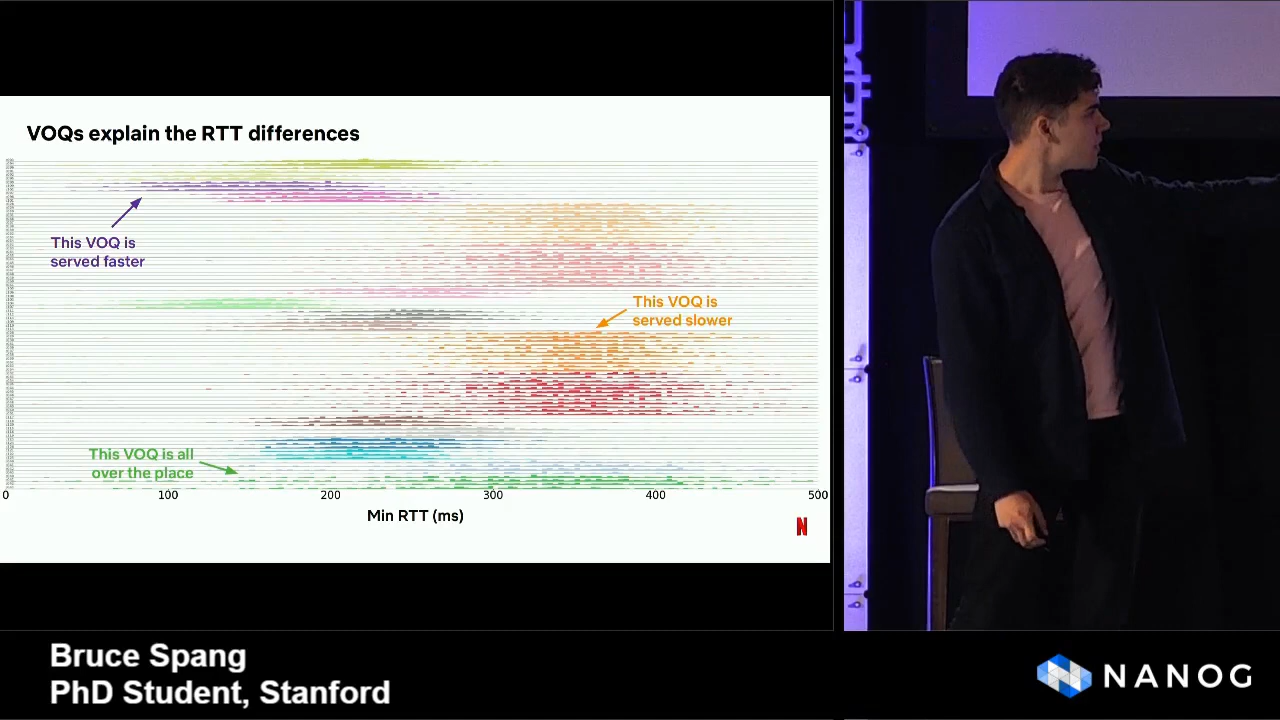 VOQs explain the RTT differences
This VOQ is
served faster
This VOQ is
served slower
This VOQ is all
over the place
0 100 200 300 400 500
Min RTT (ms)
N
Bruce Spang
PhD Student, Stanford
NANOG